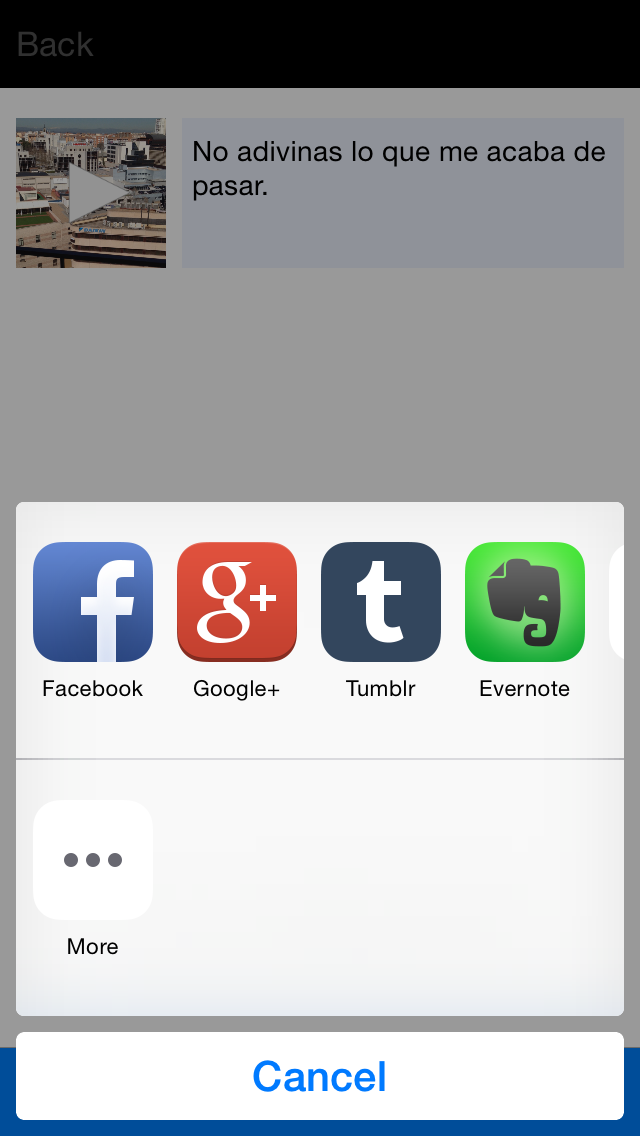 Back
No adivinas lo que me acaba de
pasar.
Facebook
Google+
Tumblr
Evernote
More
Cancel